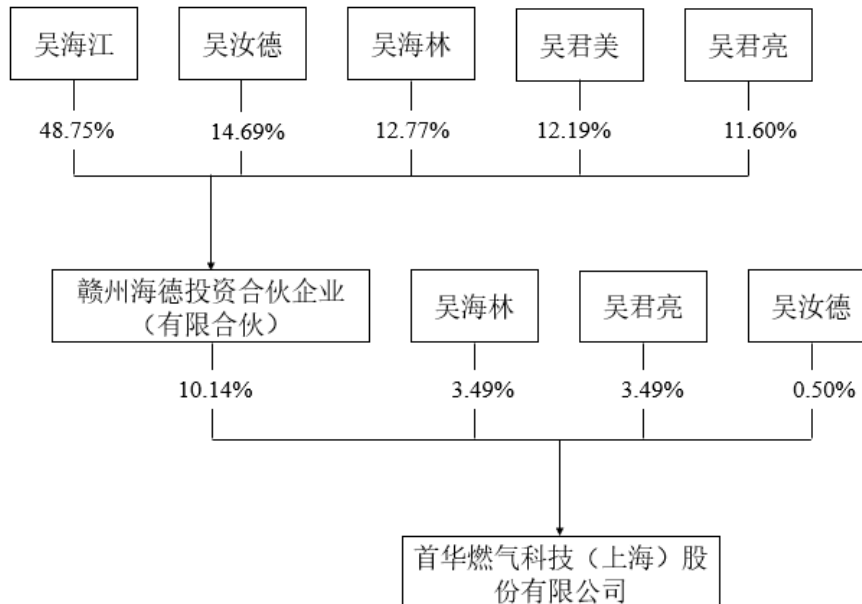 吴海江
吴汝德
吴海林
吴君美
吴君亮
48.75%
14.69%
12.77%
12.19%
11.60%
赣州海德投资合伙企业
（有限合伙）
吴海林
吴君亮
吴汝德
10.14%
3.49%
3.49%
0.50%
首华燃气科技（上海）股
份有限公司